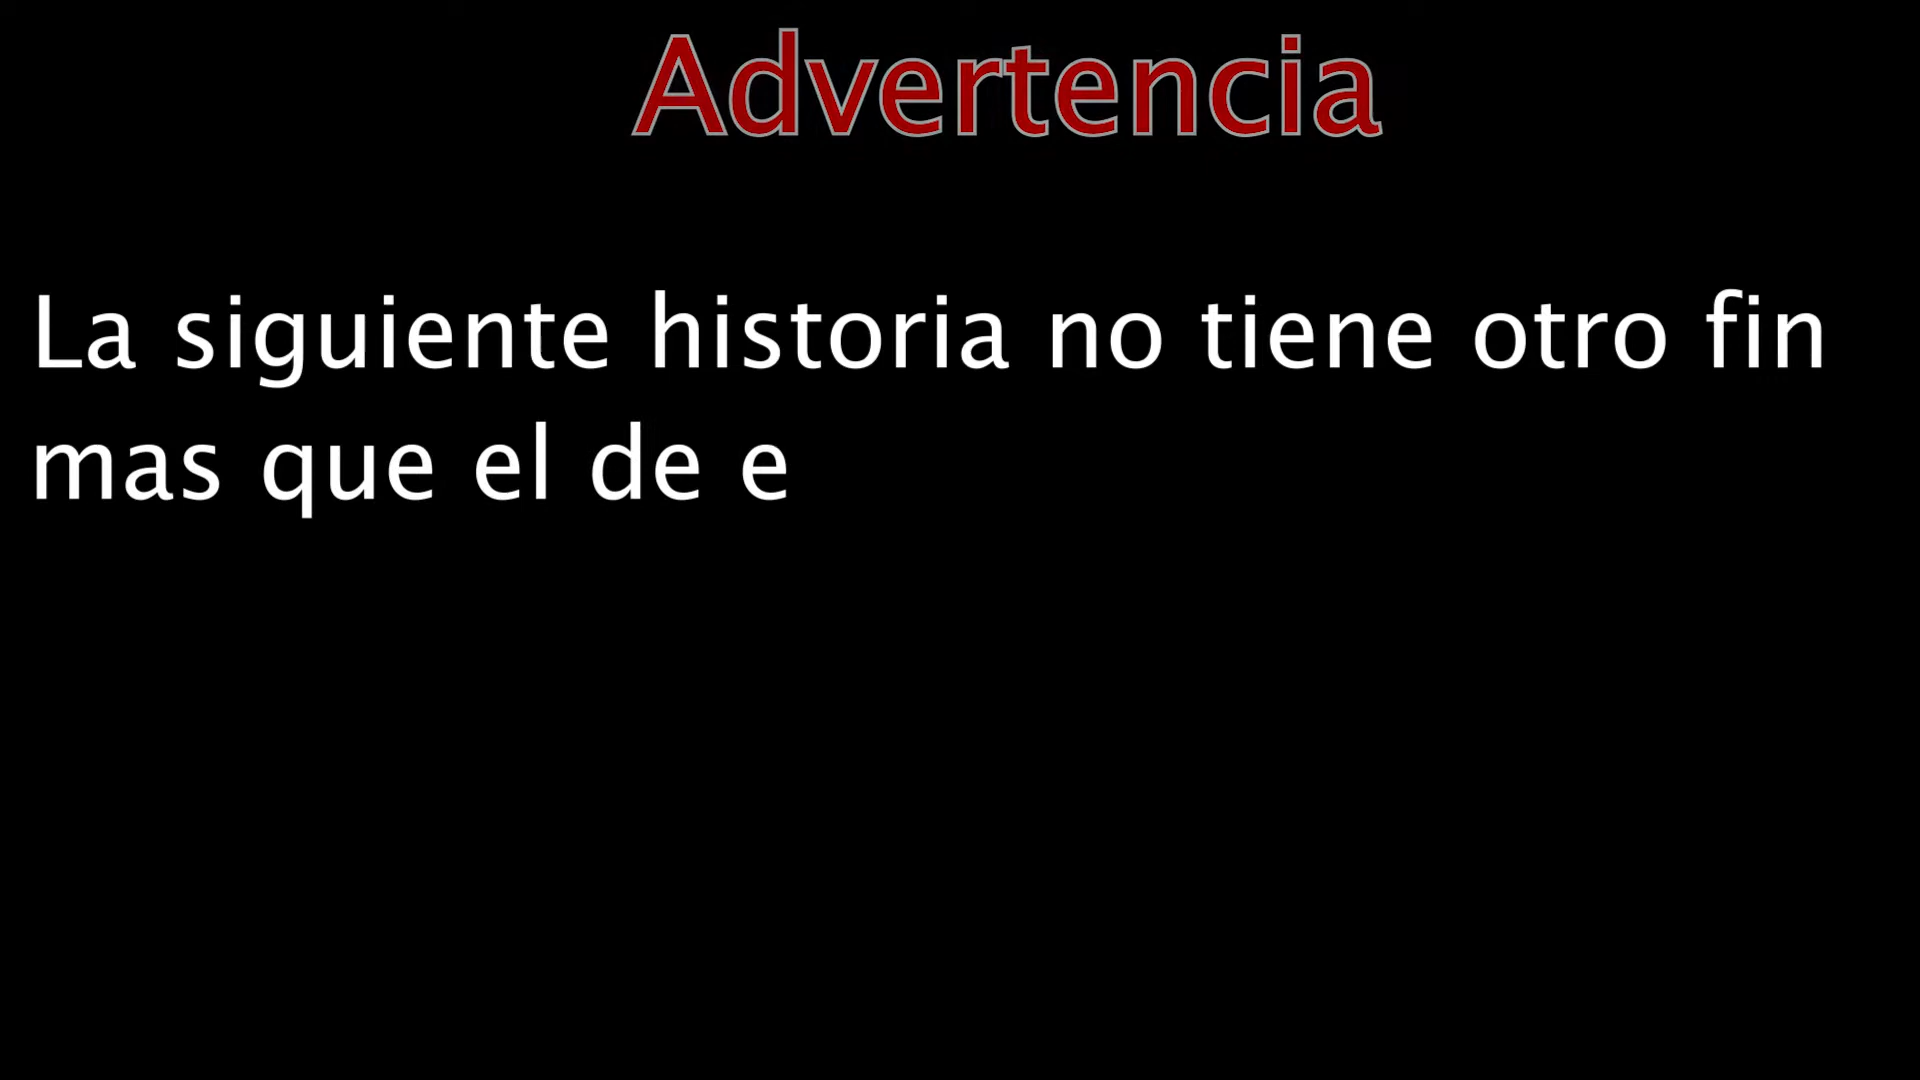 Advertencia
La siguiente historia no tiene otro fin
mas que el de e